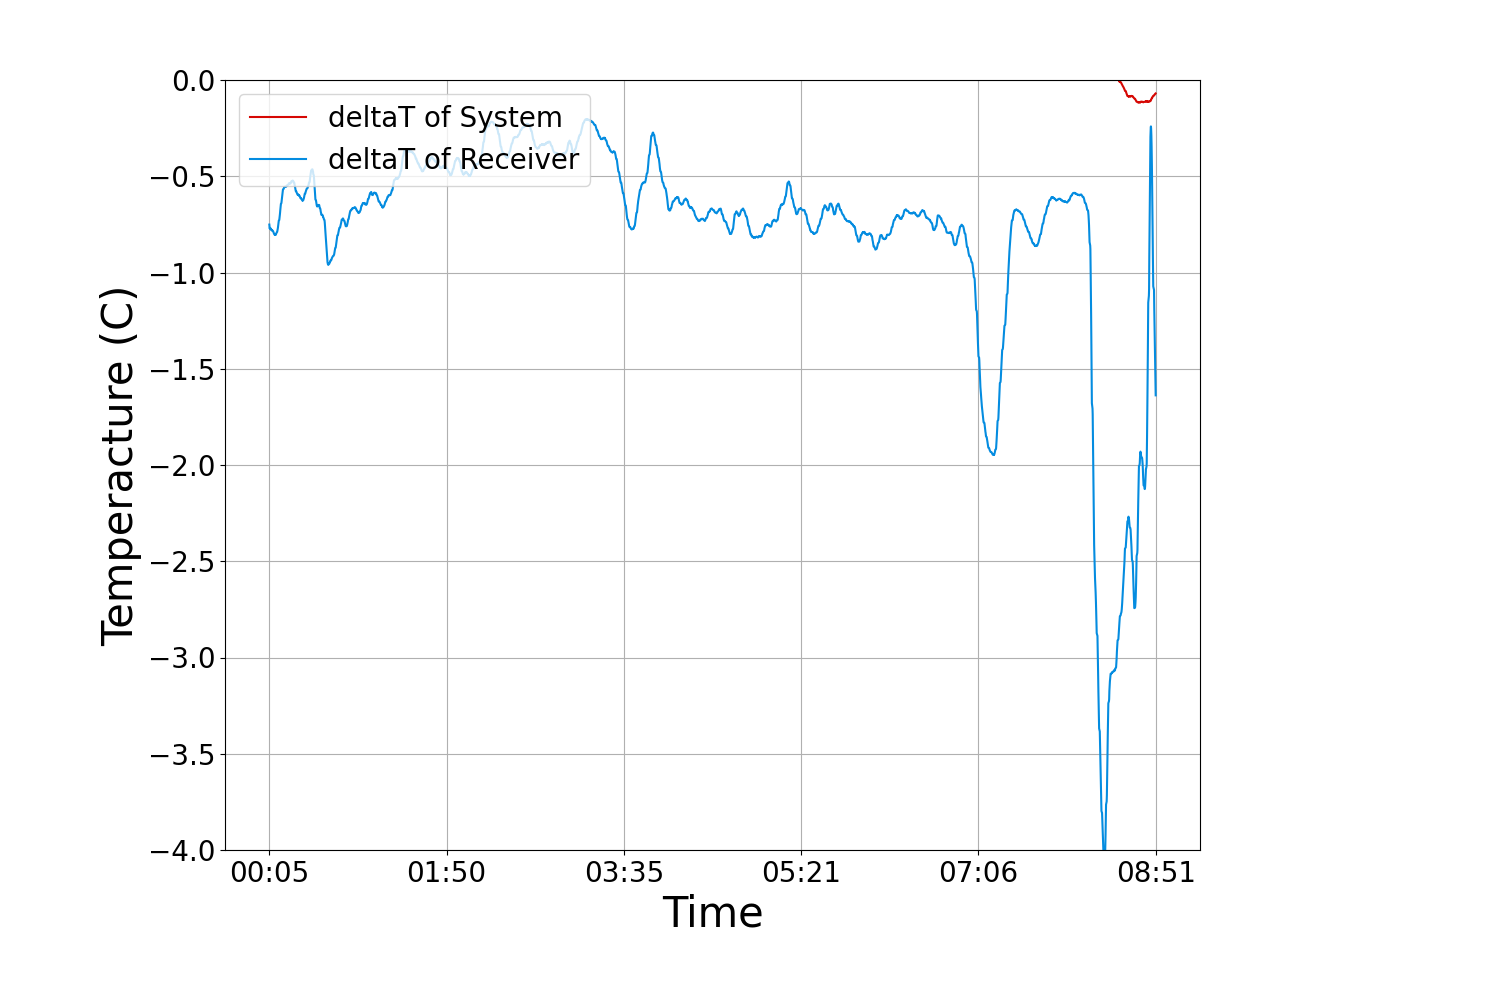 deltaT of System
deltaT of Receiver
0.0
−0.5
−1.0
−1.5
−2.0
−2.5
−3.0
−3.5
−4.0
Temperacture (C)
00:05 01:50 03:35 05:21 07:06 08:51
Time